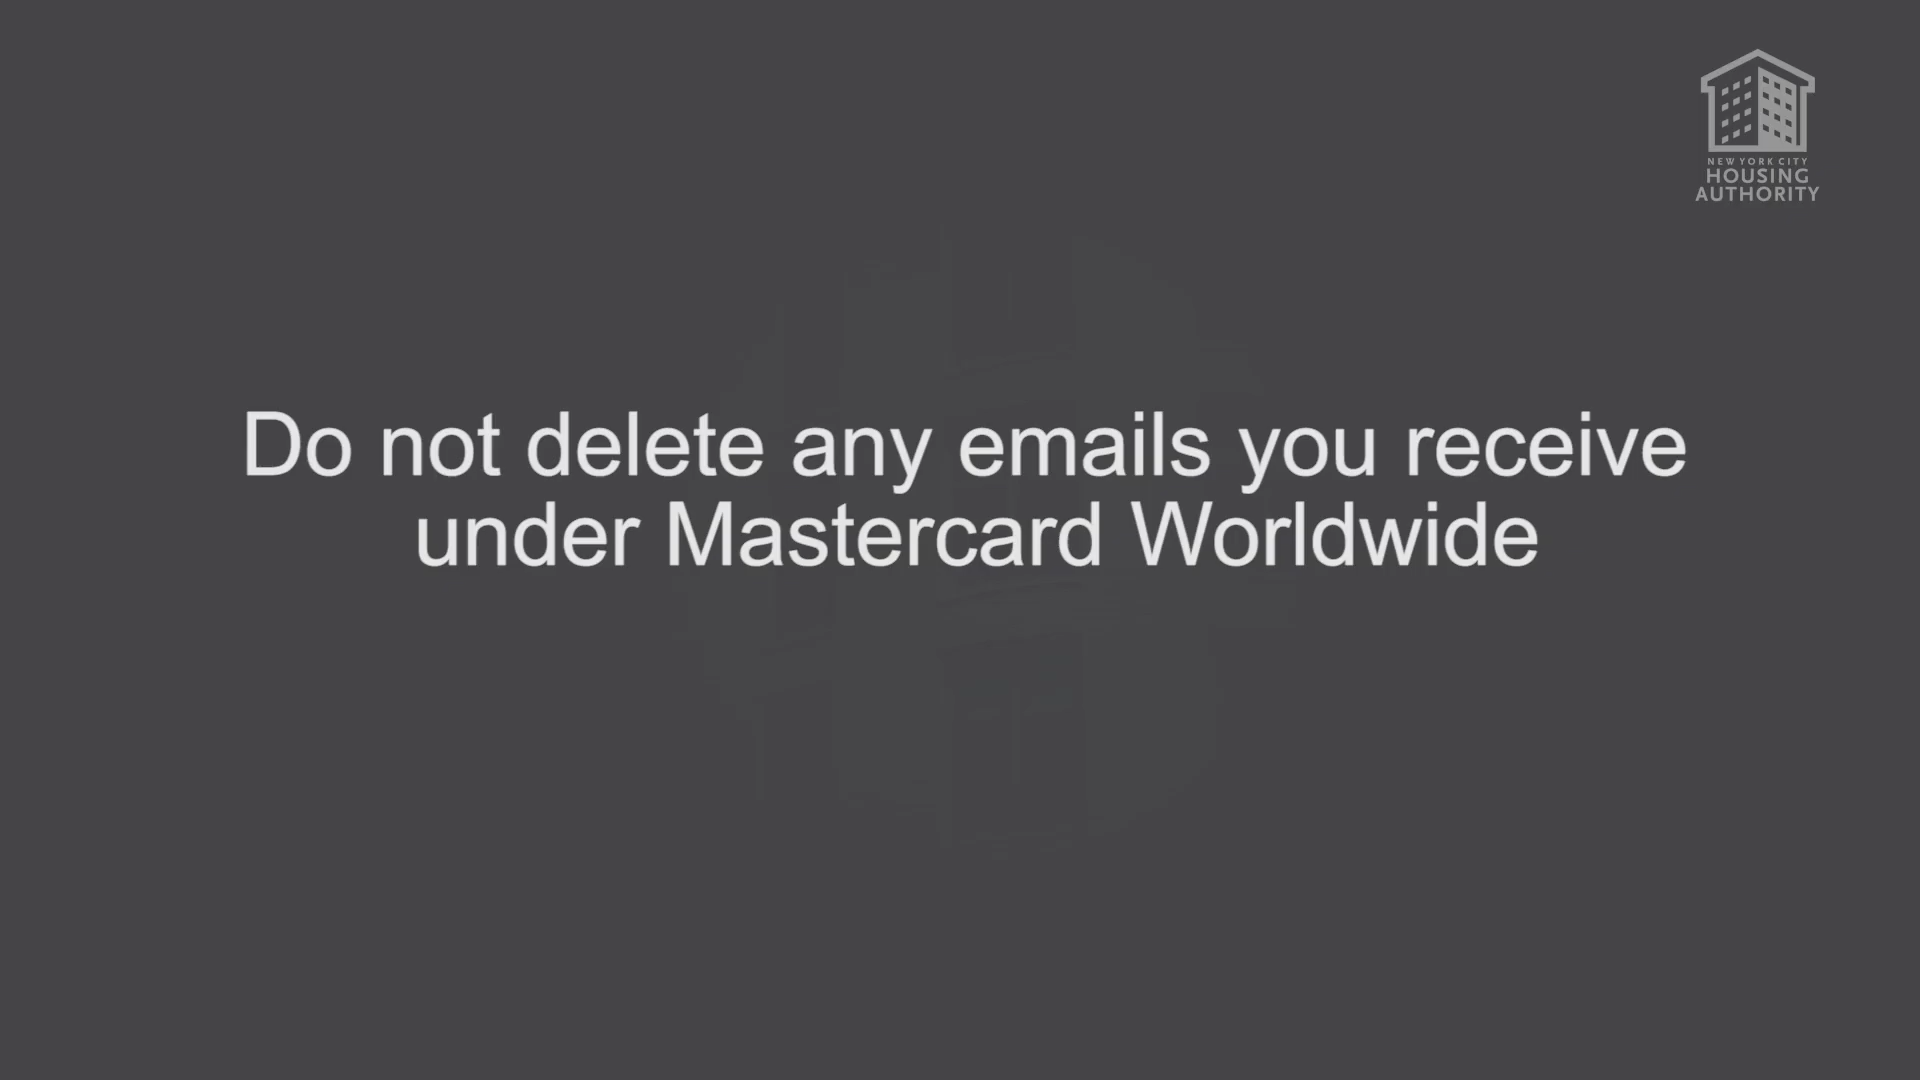 NEW YORK CITY
HOUSING
AUTHORITY
Do not delete any emails you receive
under Mastercard Worldwide